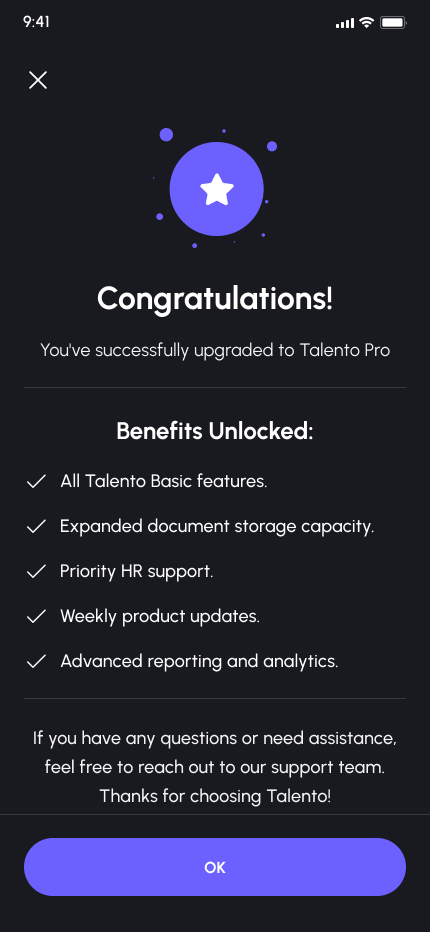 9:41
Congratulations!
You've successfully upgraded to Talento Pro
Benefits Unlocked:
All Talento Basic features.
Expanded document storage capacity.
Priority HR support.
Weekly product updates.
Advanced reporting and analytics.
If you have any questions or need assistance,
feel free to reach out to our support team.
Thanks for choosing Talento!
OK